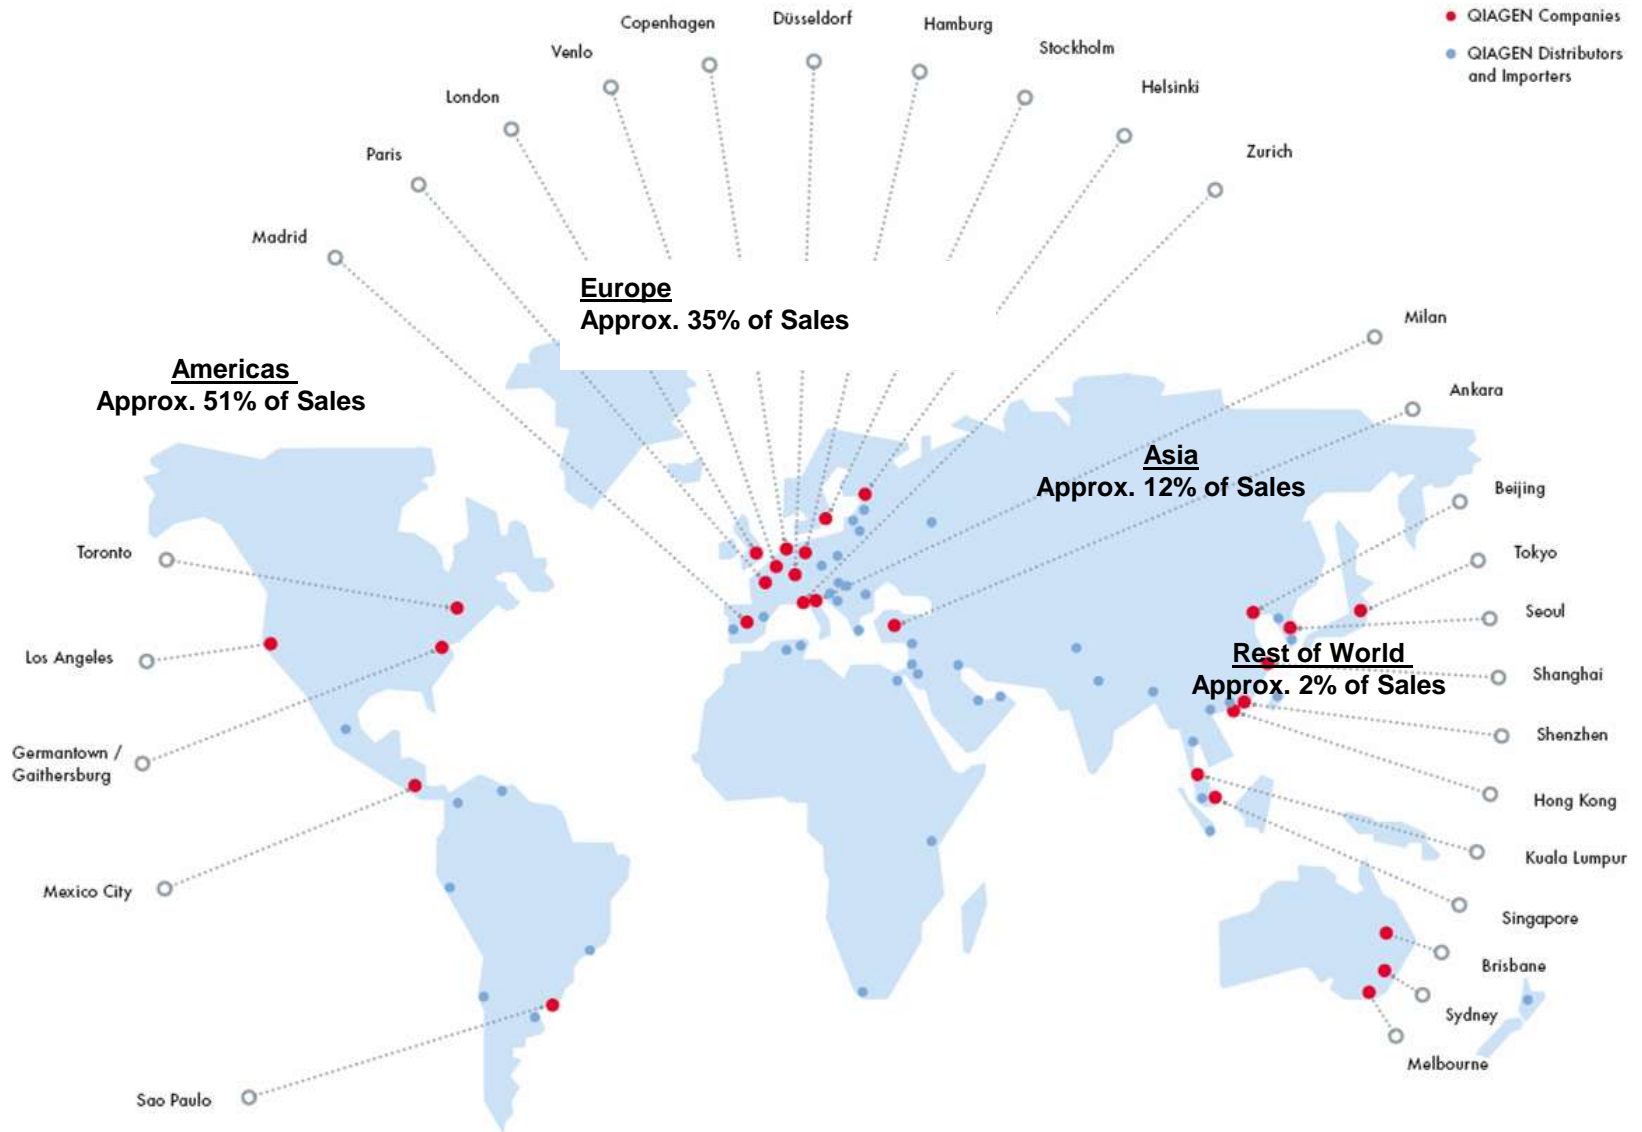 Copenhagen
Düsseldorf
Hamburg
Venlo
Stockholm
London
Helsinki
Paris
Zurich
Madrid
QIAGEN Companies
QIAGEN Distributors
and Importers
Europe
Approx. 35% of Sales
Milan
Americas
Approx. 51% of Sales
Ankara
Asia
Approx. 12% of Sales
Beijing
Toronto
Tokyo
Seoul
Los Angeles
Rest of World
Approx. 2% of Sales
Shanghai
Shenzhen
Germantown /
Gaithersburg
Hong Kong
Kuala Lumpur
Mexico City
Singapore
Brisbane
Sydney
Melbourne
Sao Paulo